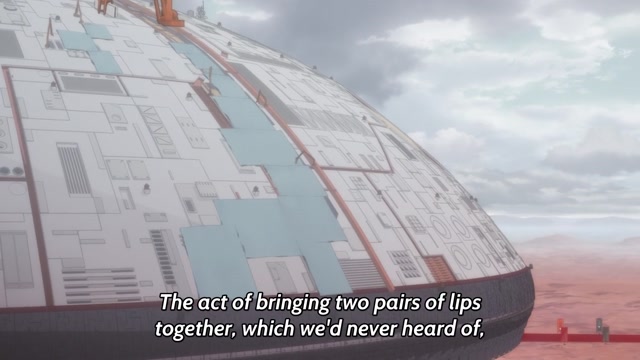 The act of bringing two pairs of lips
together, which we'd never heard of,